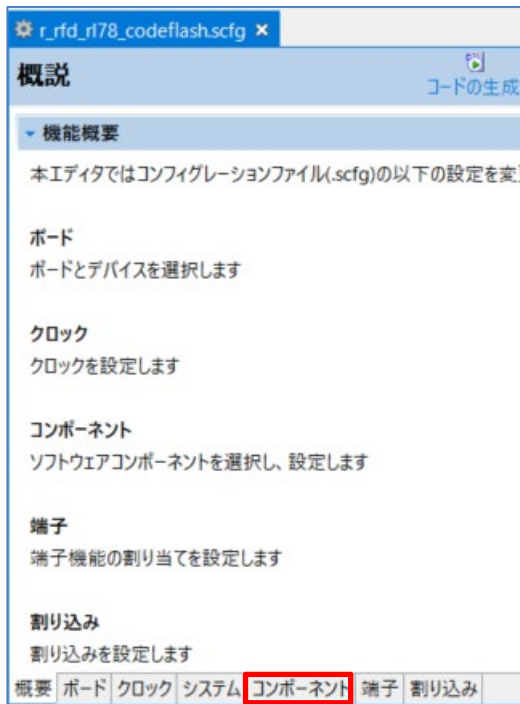 r_rfd_rl78_codeflash.scfg
概説
コードの生成
機能概要
本エディタではコンフィグレーションファイル(.scfg)の以下の設定を変
ボード
ボードとデバイスを選択します
クロック
クロックを設定します
コンポーネント
ソフトウェアコンポーネントを選択し、設定します
端子
端子機能の割り当てを設定します
割り込み
割り込みを設定します
概要 ボード クロック システム コンポーネント 端子 割り込み